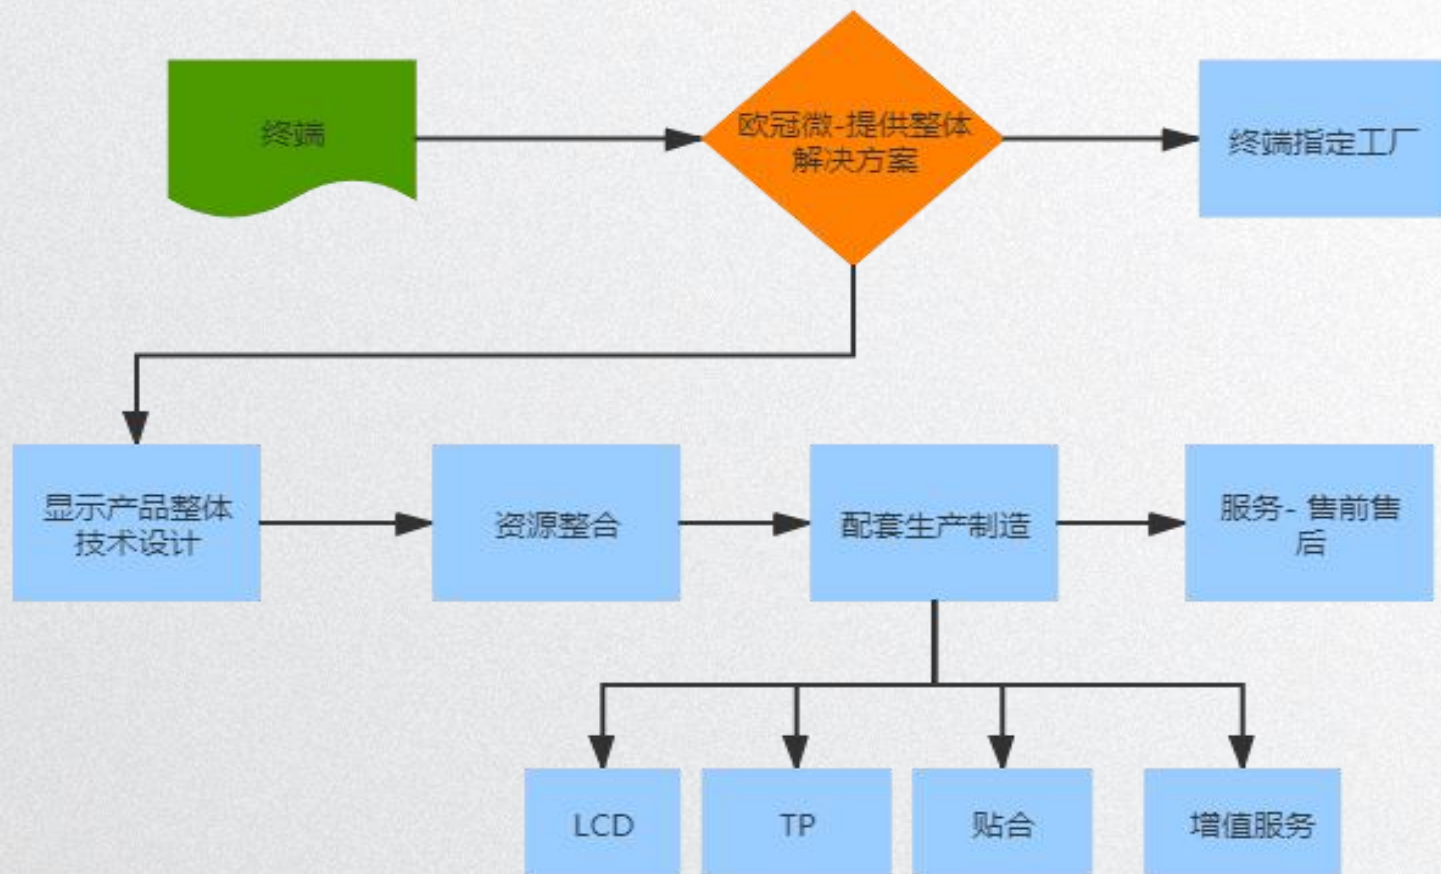 终端
欧冠微-提供整体
解决方案
终端指定工厂
显示产品整体
技术设计
资源整合
配套生产制造
服务- 售前售
后
LCD
TP
贴合
增值服务